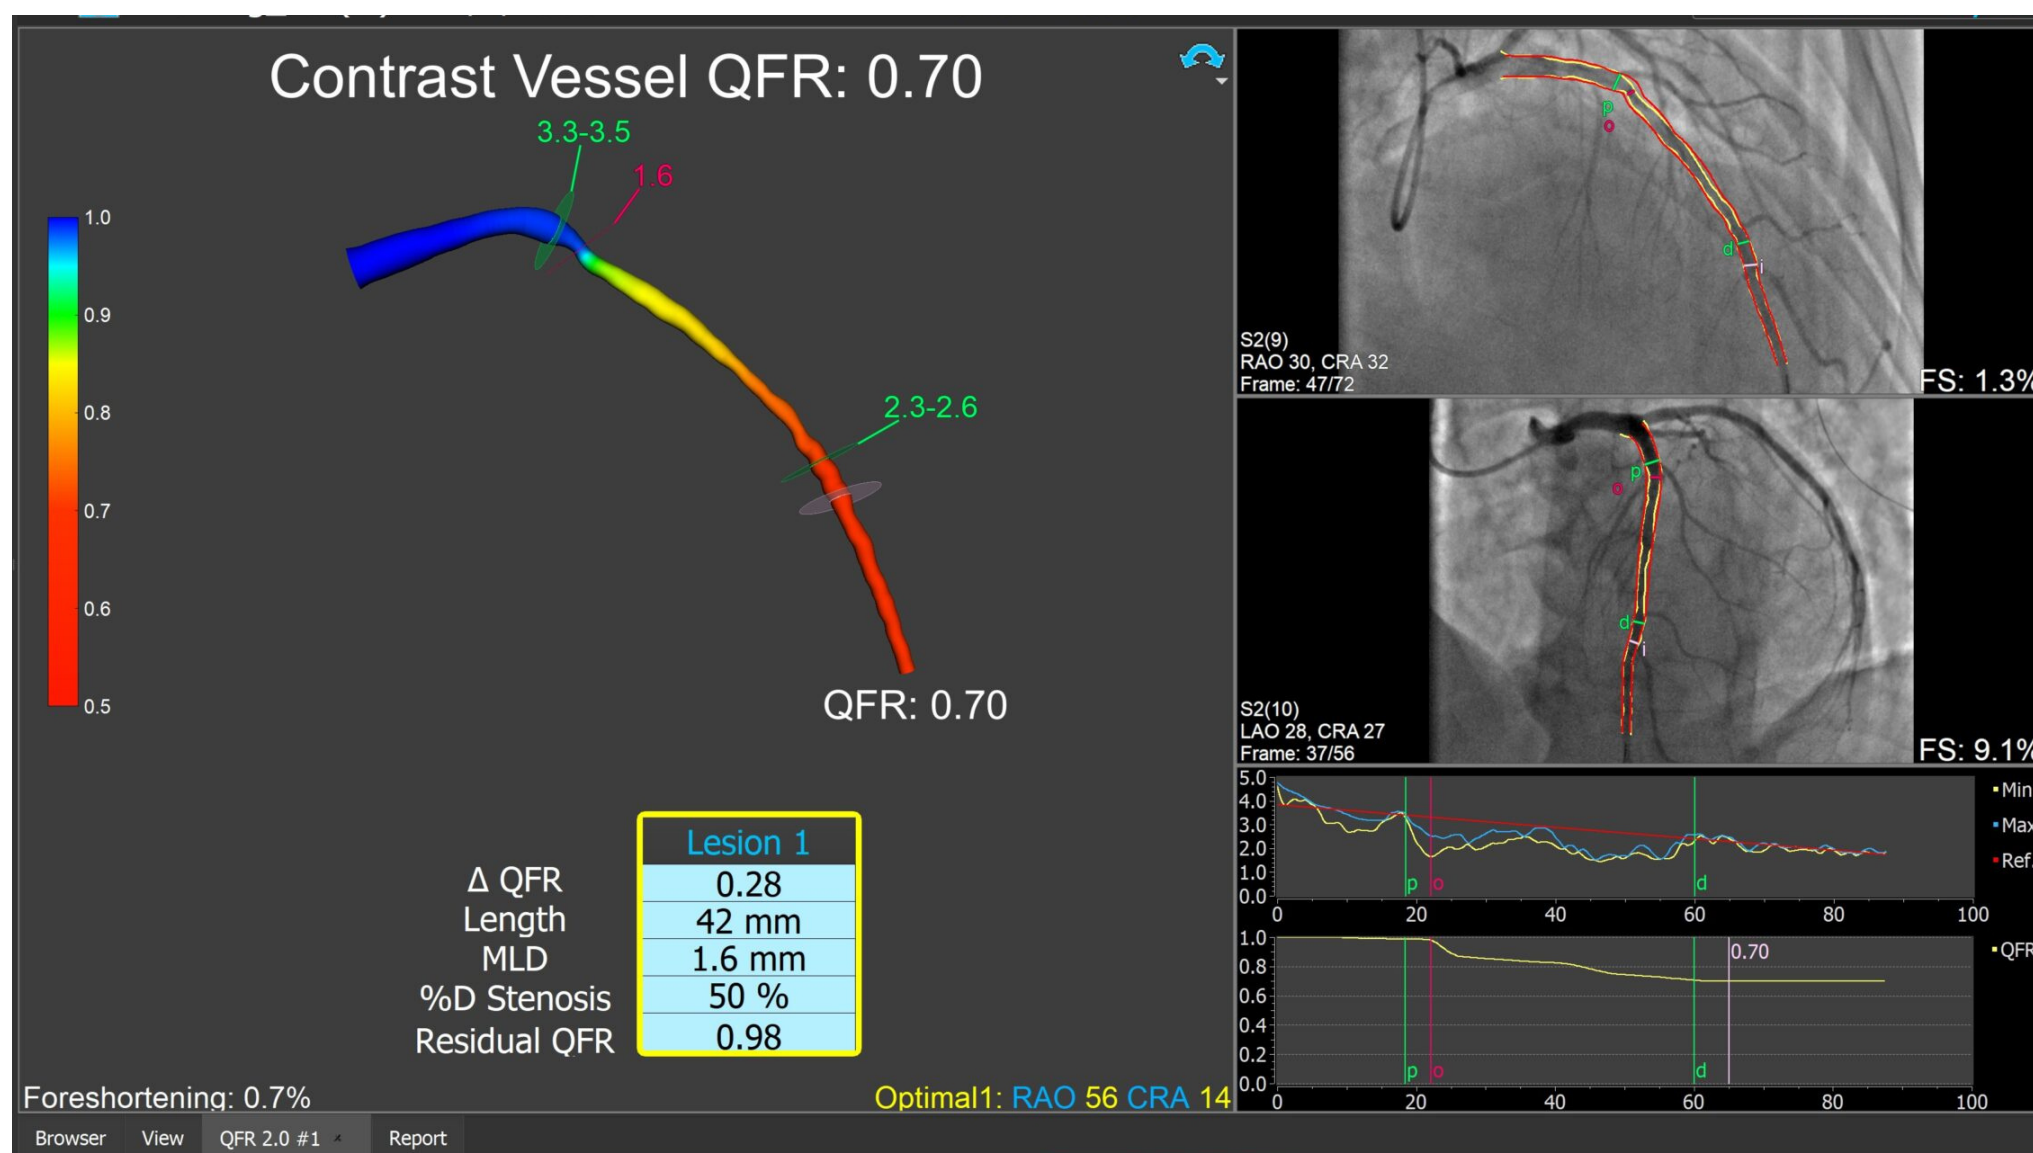 Contrast Vessel QFR: 0.70
3.3-3.5
1.6
1.0
0.9
0.8
0.7
0.6
0.5
2.3-2.6
QFR: 0.70
Lesion 1
Δ QFR 0.28
Length 42 mm
MLD 1.6 mm
%D Stenosis 50 %
Residual QFR 0.98
Foreshortening: 0.7%
Optimal1: RAO 56 CRA 14
p
o
d
i
S2(9)
RAO 30, CRA 32
Frame: 47/72
FS: 1.3%
p
o
d
i
S2(10)
LAO 28, CRA 27
Frame: 37/56
FS: 9.1%
5.0
4.0
3.0
2.0
1.0
0.0
p o d
0 20 40 60 80 100
Min
Max
Ref.
1.0
0.8
0.6
0.4
0.2
0.0
0.70
p o d
0 20 40 60 80 100
QFR
Browser View QFR 2.0 #1 Report